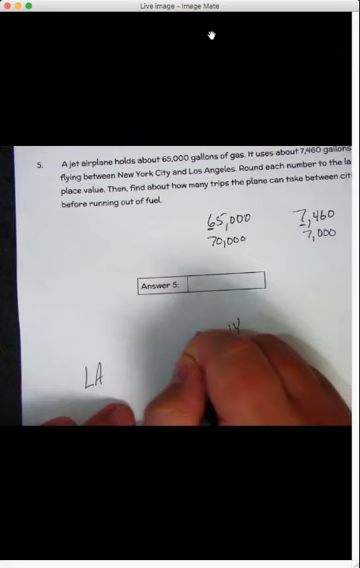 Live image - Image Mate
5. A jet airplane holds about 65,000 gallons of gas. It uses about 7,460 gallons
flying between New York City and Los Angeles. Round each number to the la
place value. Then, find about how many trips the plane can take between cit
before running out of fuel.
65,000 7,460
70,000 7,000
Answer 5:
LA